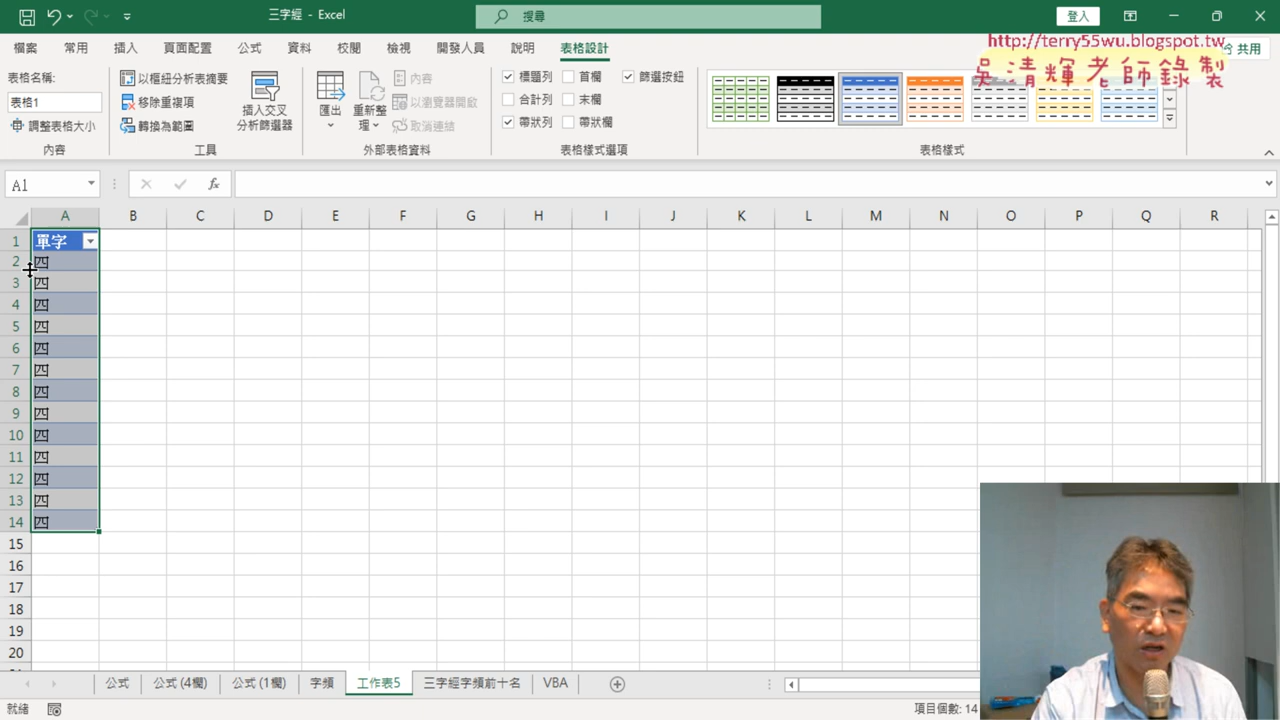 三字經 - Excel
搜尋
登入
檔案 常用 插入 頁面配置 公式 資料 校閱 檢視 開發人員 說明 表格設計 共用
http://terry55wu.blogspot.tw
吳清輝老師錄製
表格名稱:
表格1
調整表格大小
內容
以樞紐分析表摘要
移除重複項
轉換為範圍
工具
插入交叉
分析篩選器
匯出
重新整
理
內容
以瀏覽器開啟
取消連結
外部表格資料
標題列 首欄 篩選按鈕
合計列 末欄
帶狀列 帶狀欄
表格樣式選項
表格樣式
A1
fx
A B C D E F G H I J K L M N O P Q R
1 單字
2 四
3 四
4 四
5 四
6 四
7 四
8 四
9 四
10 四
11 四
12 四
13 四
14 四
15
16
17
18
19
20
公式 公式 (4欄) 公式 (1欄) 字頻 工作表5 三字經字頻前十名 VBA
就緒
項目個數: 14